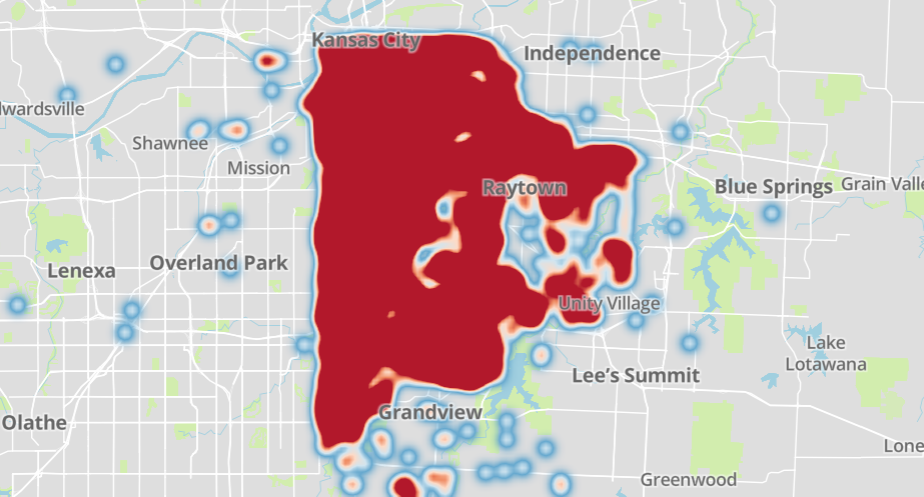 Kansas City
Independence
wardsville
Shawnee
Mission
Raytown
Blue Springs
Grain Valle
Lenexa
Overland Park
Unity Village
Lake
Lotawana
Lee's Summit
Olathe
Grandview
Lone
Greenwood